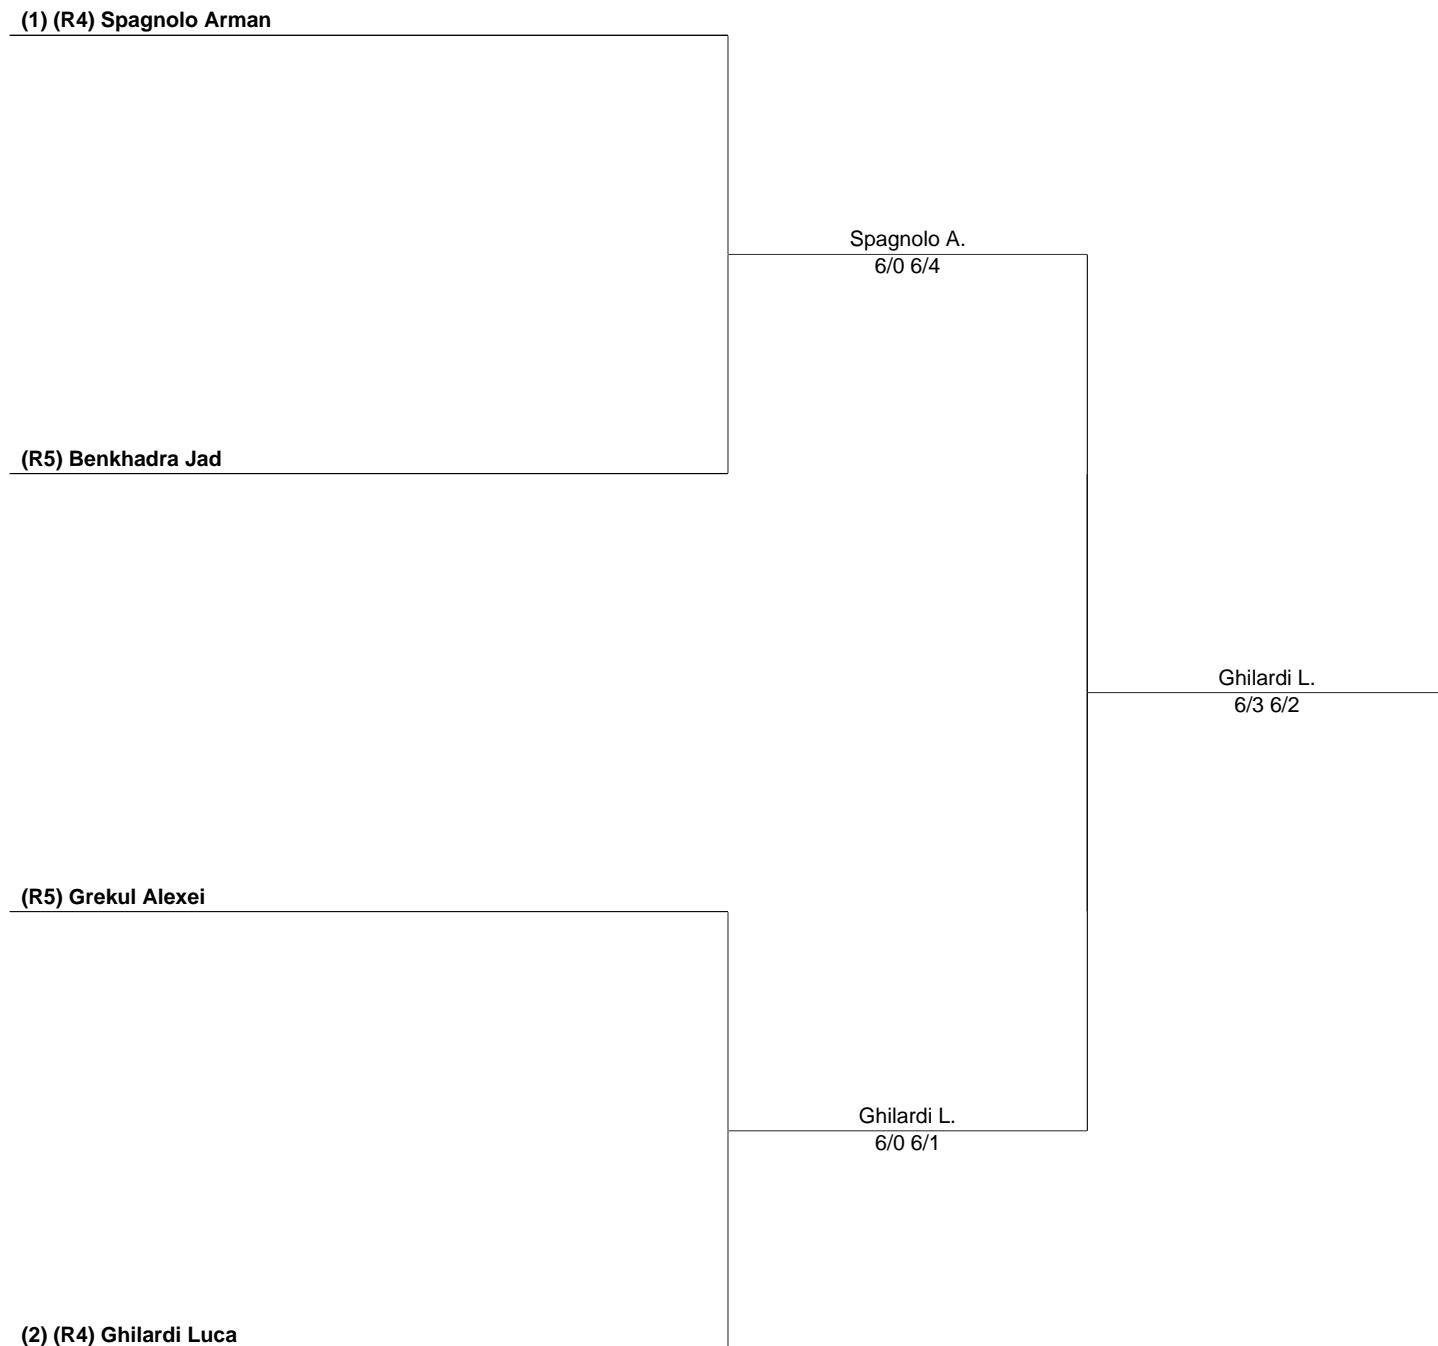 (1) (R4) Spagnolo Arman
Spagnolo A.
6/0 6/4
(R5) Benkhadra Jad
Ghilardi L.
6/3 6/2
(R5) Grekul Alexei
Ghilardi L.
6/0 6/1
(2) (R4) Ghilardi Luca